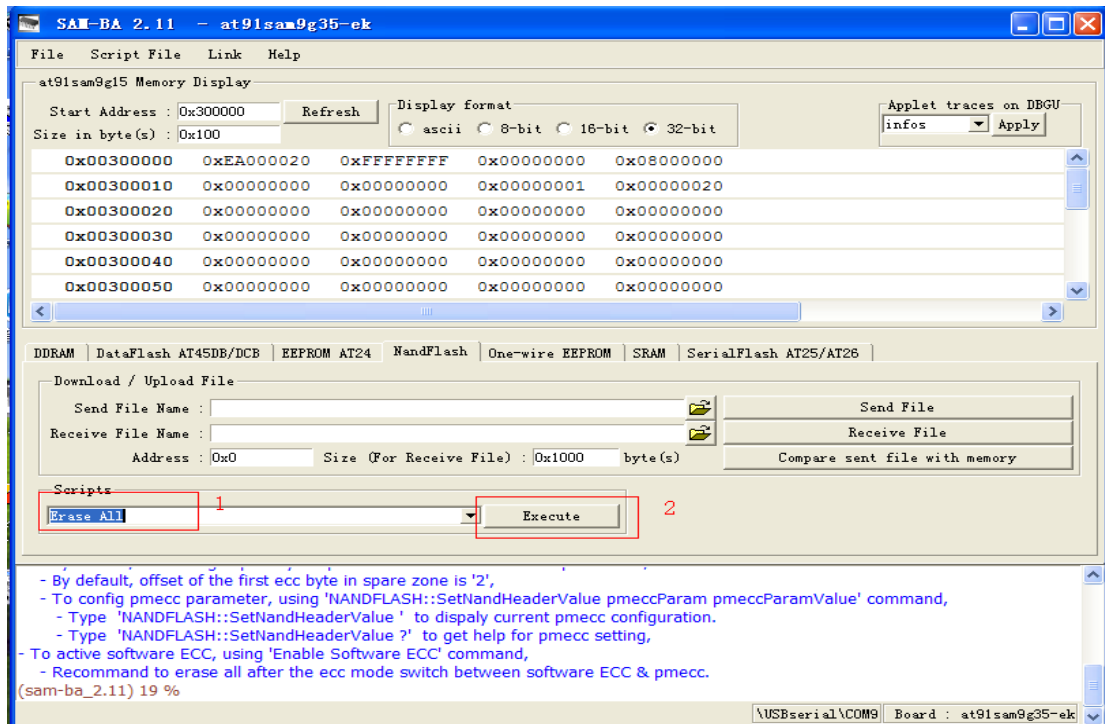 SAM-BA 2.11 - at91sam9g35-ek
File Script File Link Help
at91sam9g15 Memory Display
Start Address : 0x300000 Refresh
Size in byte(s) : 0x100
Display format
ascii 8-bit 16-bit 32-bit
Applet traces on DBGU
infos Apply
0x00300000 0xEA000020 0xFFFFFFFF 0x00000000 0x08000000
0x00300010 0x00000000 0x00000000 0x00000001 0x00000020
0x00300020 0x00000000 0x00000000 0x00000000 0x00000000
0x00300030 0x00000000 0x00000000 0x00000000 0x00000000
0x00300040 0x00000000 0x00000000 0x00000000 0x00000000
0x00300050 0x00000000 0x00000000 0x00000000 0x00000000
DDRAM DataFlash AT45DB/DCB EEPROM AT24 NandFlash One-wire EEPROM SRAM SerialFlash AT25/AT26
Download / Upload File
Send File Name : Send File
Receive File Name : Receive File
Address : 0x0 Size (For Receive File) : 0x1000 byte(s) Compare sent file with memory
Scripts
Erase All 1 Execute 2
- By default, offset of the first ecc byte in spare zone is '2',
- To config pmecc parameter, using 'NANDFLASH::SetNandHeaderValue pmeccParam pmeccParamValue' command,
- Type 'NANDFLASH::SetNandHeaderValue ' to dispaly current pmecc configuration.
- Type 'NANDFLASH::SetNandHeaderValue ?' to get help for pmecc setting,
- To active software ECC, using 'Enable Software ECC' command,
- Recommand to erase all after the ecc mode switch between software ECC & pmecc.
(sam-ba_2.11) 19 %
\USBserial\COM9 Board : at91sam9g35-ek